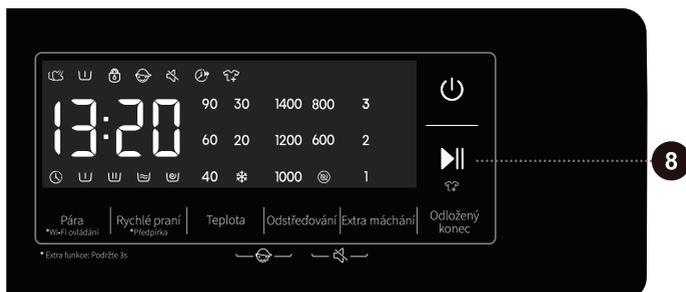 90 30 1400 800 3
13:20
60 20 1200 600 2
40 1000 1
8
Pára
*Wi-Fi ovládání
Rychlé praní
*Předpírka
Teplota
Odstřeďování
Extra máchání
Odložený
konec
* Extra funkce: Podržte 3s